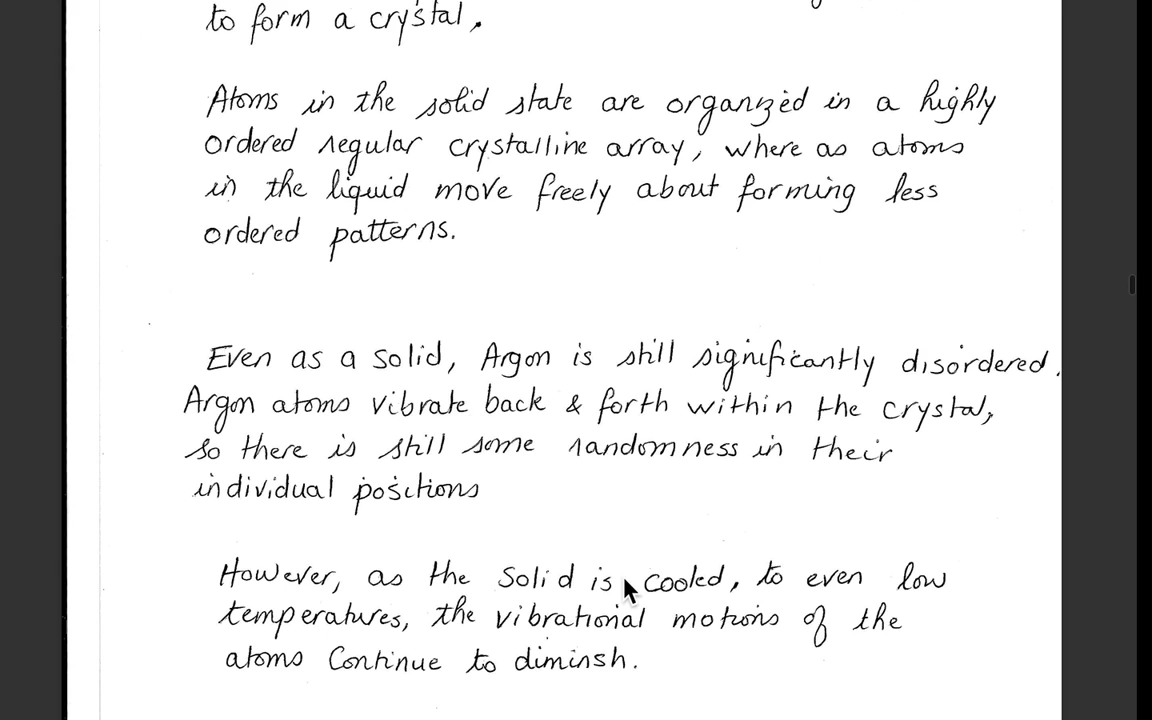 to form a crystal.
Atoms in the solid state are organized in a highly
ordered regular crystalline array, where as atoms
in the liquid move freely about forming less
ordered patterns.
Even as a solid, Argon is still significantly disordered.
Argon atoms vibrate back & forth within the crystal,
so there is still some randomness in their
individual positions
However, as the Solid is cooled, to even low
temperatures, the vibrational motions of the
atoms Continue to diminsh.